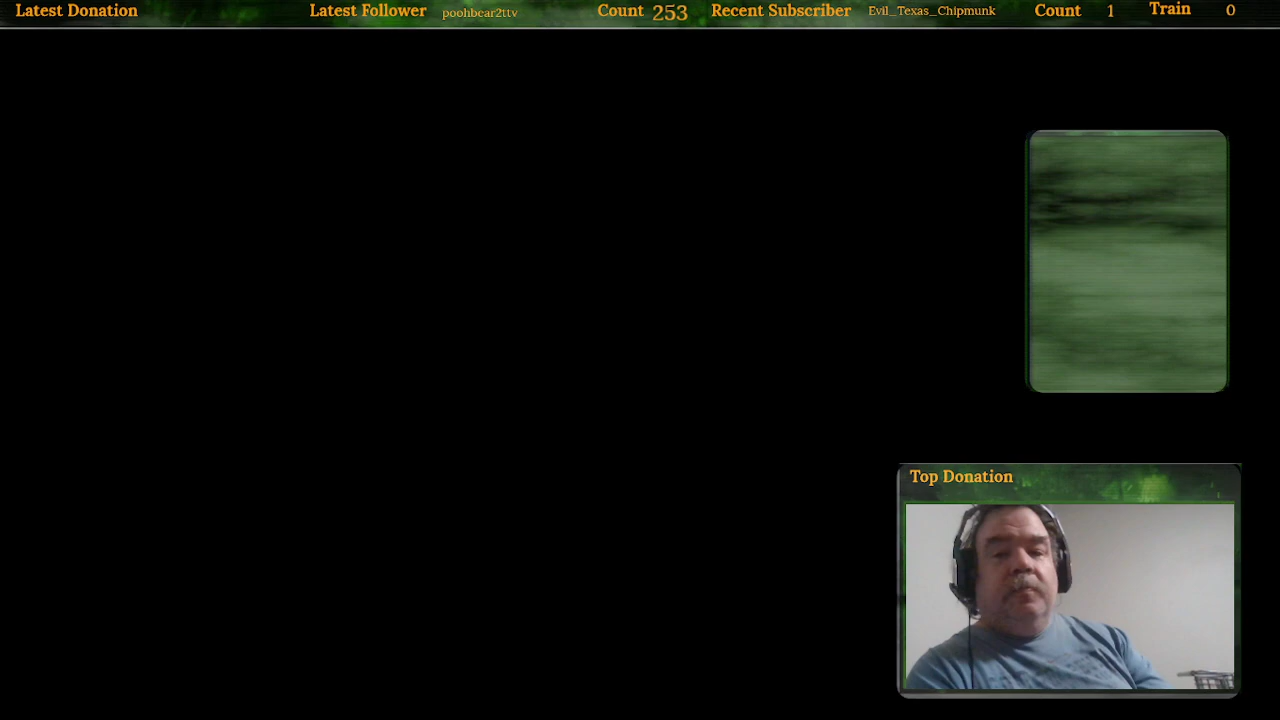 Latest Donation Latest Follower poohbear2ttv Count 253 Recent Subscriber Evil_Texas_Chipmunk Count 1 Train 0
Top Donation